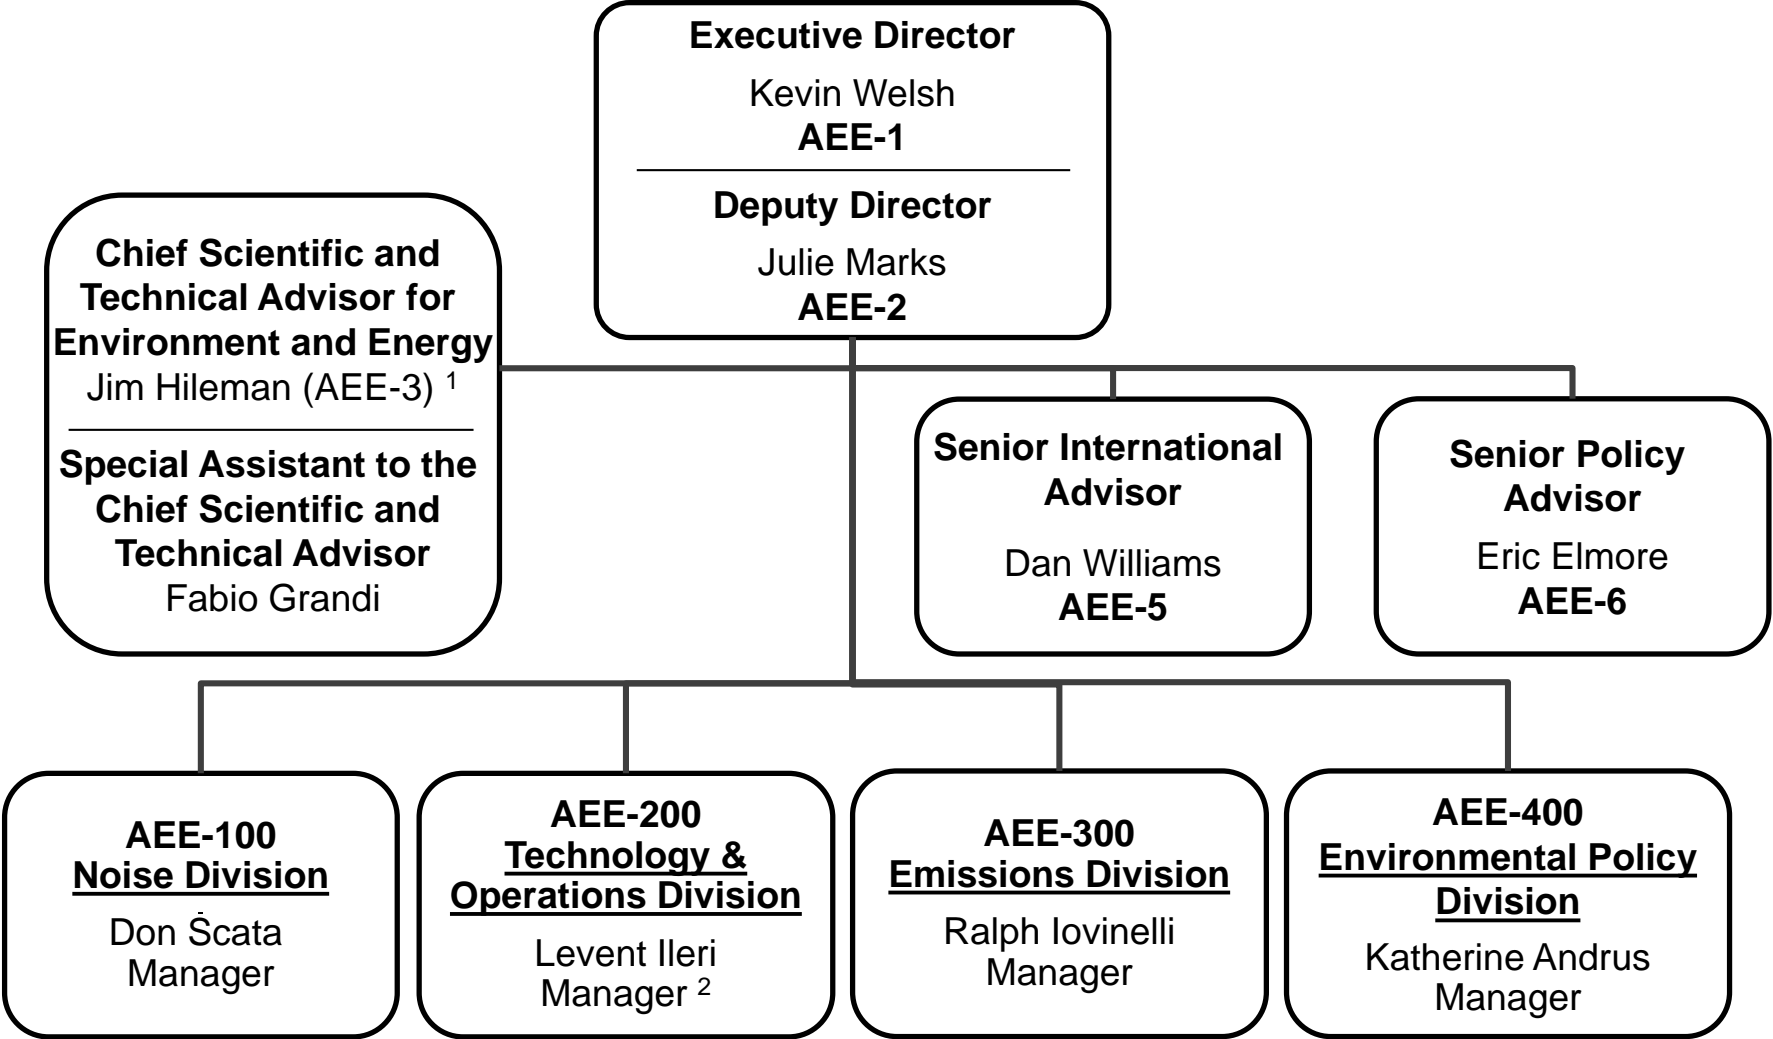 Executive Director
Kevin Welsh
AEE-1
Deputy Director
Julie Marks
AEE-2
Chief Scientific and
Technical Advisor for
Environment and Energy
Jim Hileman (AEE-3) 1
Special Assistant to the
Chief Scientific and
Technical Advisor
Fabio Grandi
Senior International
Advisor
Dan Williams
AEE-5
Senior Policy
Advisor
Eric Elmore
AEE-6
AEE-100
Noise Division
Don Scata
Manager
AEE-200
Technology &
Operations Division
Levent Ileri
Manager 2
AEE-300
Emissions Division
Ralph Iovinelli
Manager
AEE-400
Environmental Policy
Division
Katherine Andrus
Manager